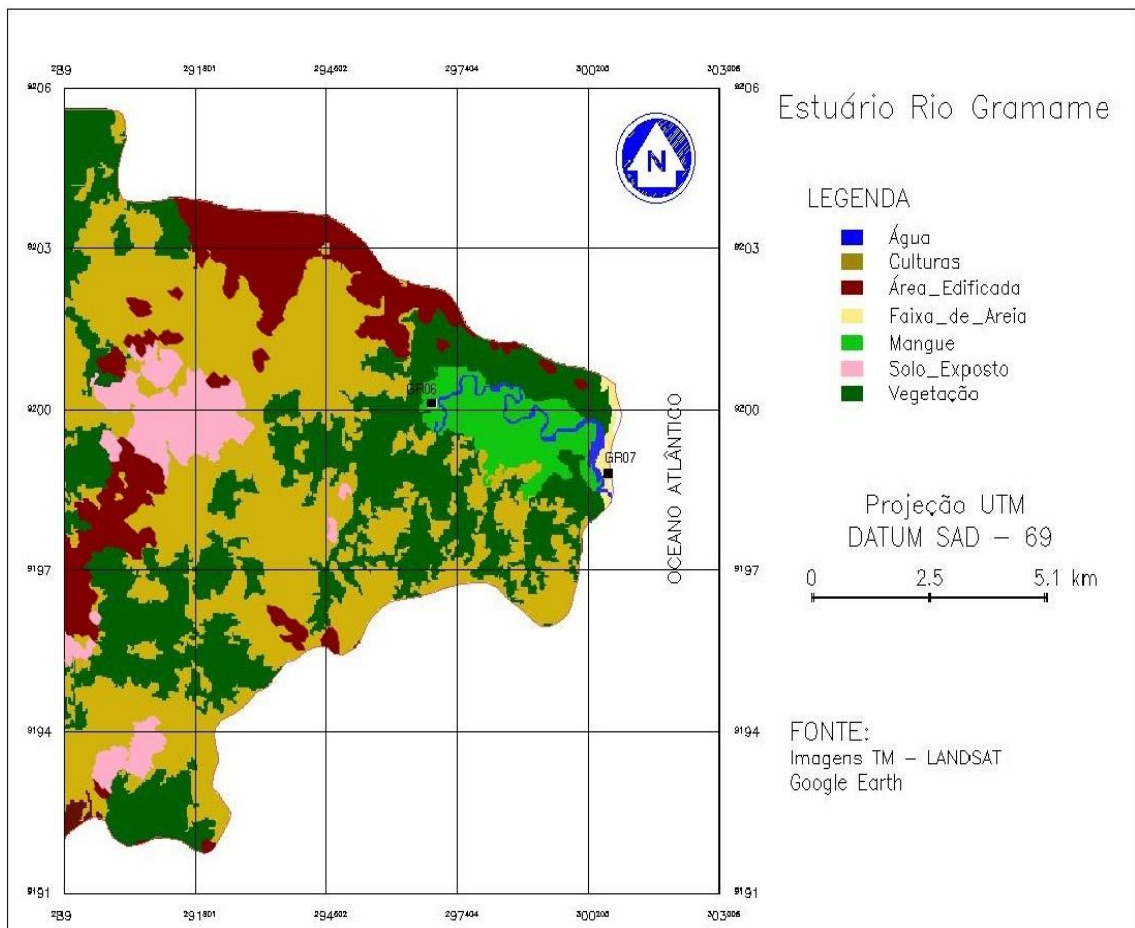 289 291801 294602 297404 300205 303006
9206 9206
Estuário Rio Gramame
N
LEGENDA
Água
9203 9203
Culturas
Área_Edificada
Faixa_de_Areia
Mangue
Solo_Exposto
Vegetação
GR06
9200 9200
GR07
OCEANO ATLÂNTICO
Projeção UTM
DATUM SAD - 69
9197 9197
0 2.5 5.1 km
9194 9194
FONTE:
Imagens TM - LANDSAT
Google Earth
9191 9191
289 291801 294602 297404 300205 303006